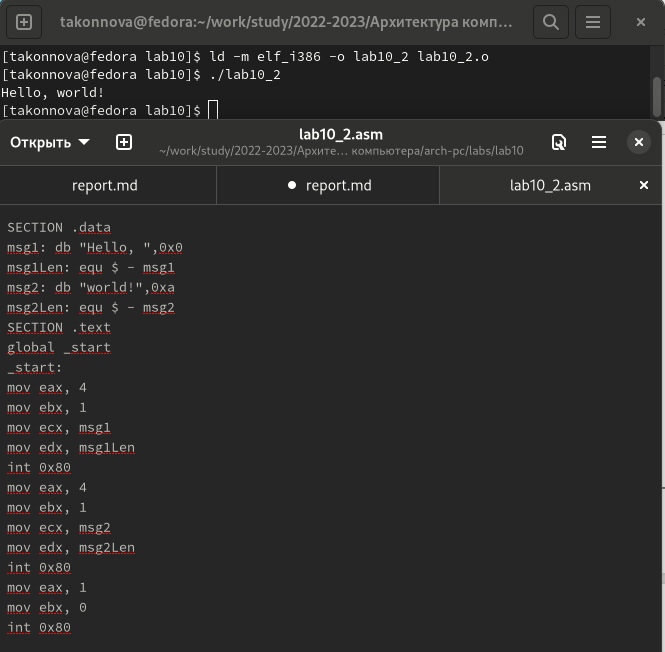 takonnova@fedora:~/work/study/2022-2023/Архитектура комп…
[takonnova@fedora lab10]$ ld -m elf_i386 -o lab10_2 lab10_2.o
[takonnova@fedora lab10]$ ./lab10_2
Hello, world!
[takonnova@fedora lab10]$
Открыть
lab10_2.asm
~/work/study/2022-2023/Архите… компьютера/arch-pc/labs/lab10
report.md
report.md
lab10_2.asm
SECTION .data
msg1: db "Hello, ",0x0
msg1Len: equ $ - msg1
msg2: db "world!",0xa
msg2Len: equ $ - msg2
SECTION .text
global _start
_start:
mov eax, 4
mov ebx, 1
mov ecx, msg1
mov edx, msg1Len
int 0x80
mov eax, 4
mov ebx, 1
mov ecx, msg2
mov edx, msg2Len
int 0x80
mov eax, 1
mov ebx, 0
int 0x80